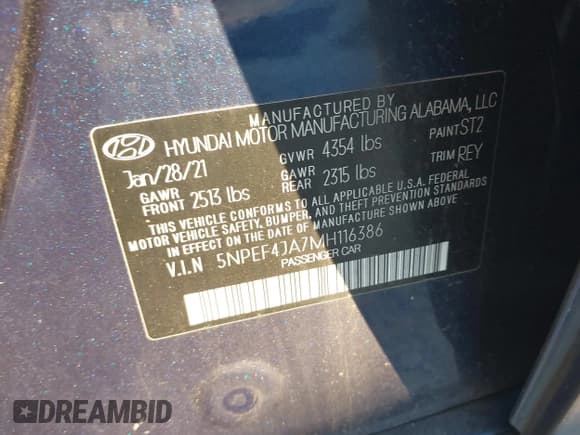 MANUFACTURED BY
HYUNDAI MOTOR MANUFACTURING ALABAMA, LLC
Jan/28/21 GVWR 4354 lbs PAINT ST2
GAWR FRONT 2513 lbs GAWR REAR 2315 lbs TRIM REY
THIS VEHICLE CONFORMS TO ALL APPLICABLE U.S.A. FEDERAL
MOTOR VEHICLE SAFETY, BUMPER, AND THEFT PREVENTION STANDARDS
IN EFFECT ON THE DATE OF MANUFACTURE SHOWN ABOVE
V.I.N 5NPEF4JA7MH116386
PASSENGER CAR
DREAMBID